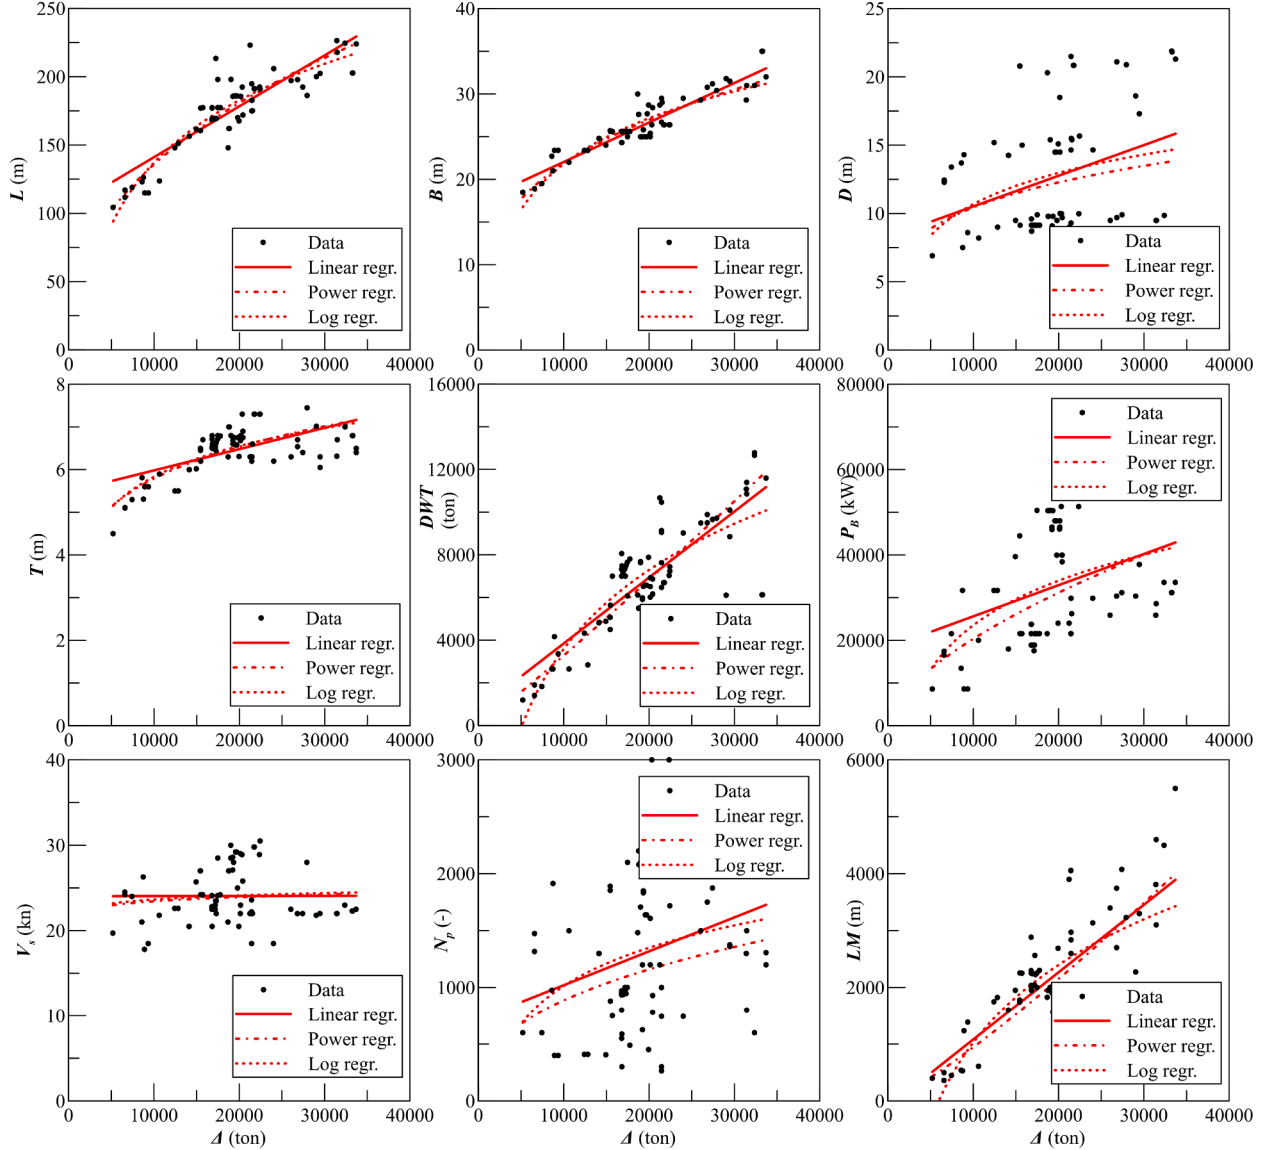 250
200
150
100
50
0
L (m)
Data
Linear regr.
Power regr.
Log regr.
0 10000 20000 30000 40000
40
30
20
10
0
B (m)
Data
Linear regr.
Power regr.
Log regr.
0 10000 20000 30000 40000
25
20
15
10
5
0
D (m)
Data
Linear regr.
Power regr.
Log regr.
0 10000 20000 30000 40000
8
6
4
2
0
T (m)
Data
Linear regr.
Power regr.
Log regr.
0 10000 20000 30000 40000
16000
12000
8000
4000
0
DWT
(ton)
Data
Linear regr.
Power regr.
Log regr.
0 10000 20000 30000 40000
80000
60000
40000
20000
0
P_B (kW)
Data
Linear regr.
Power regr.
Log regr.
0 10000 20000 30000 40000
40
30
20
10
0
V_s (kn)
Data
Linear regr.
Power regr.
Log regr.
0 10000 20000 30000 40000
Δ (ton)
3000
2000
1000
0
N_p (-)
Data
Linear regr.
Power regr.
Log regr.
0 10000 20000 30000 40000
Δ (ton)
6000
4000
2000
0
LM (m)
Data
Linear regr.
Power regr.
Log regr.
0 10000 20000 30000 40000
Δ (ton)